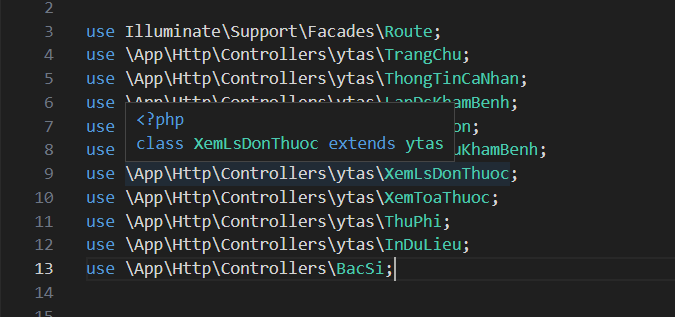 2
3 use Illuminate\Support\Facades\Route;
4 use \App\Http\Controllers\ytas\TrangChu;
5 use \App\Http\Controllers\ytas\ThongTinCaNhan;
6 use \App\Http\Controllers\ytas\LapDsKhamBenh;
<?php
7 use on;
class XemLsDonThuoc extends ytas
8 use uKhamBenh;
9 use \App\Http\Controllers\ytas\XemLsDonThuoc;
10 use \App\Http\Controllers\ytas\XemToaThuoc;
11 use \App\Http\Controllers\ytas\ThuPhi;
12 use \App\Http\Controllers\ytas\InDuLieu;
13 use \App\Http\Controllers\BacSi;
14
15